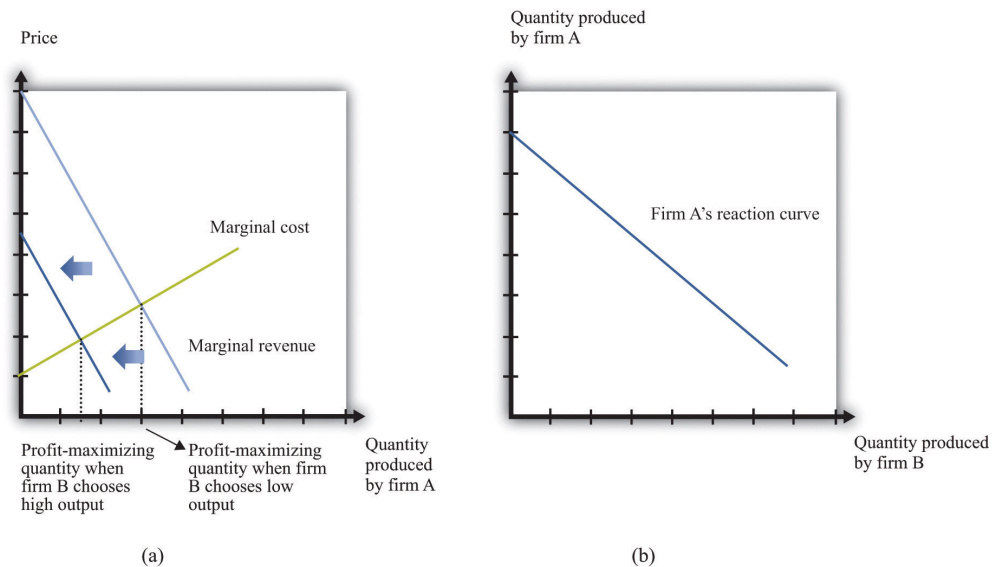 Price
Marginal cost
Marginal revenue
Profit-maximizing
quantity when
firm B chooses
high output
Profit-maximizing
quantity when firm
B chooses low
output
Quantity
produced
by firm A
(a)
Quantity produced
by firm A
Firm A’s reaction curve
Quantity produced
by firm B
(b)